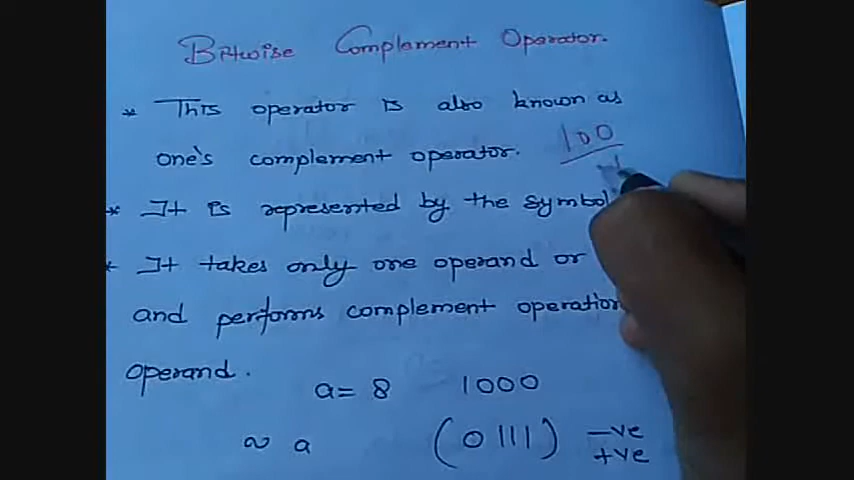 Bitwise Complement Operator.
* This operator is also known as
one's complement operator. 100
* It is represented by the symbol
* It takes only one operand or
and performs complement operation
operand.
a= 8 1000
~ a (0111) -ve
+ve